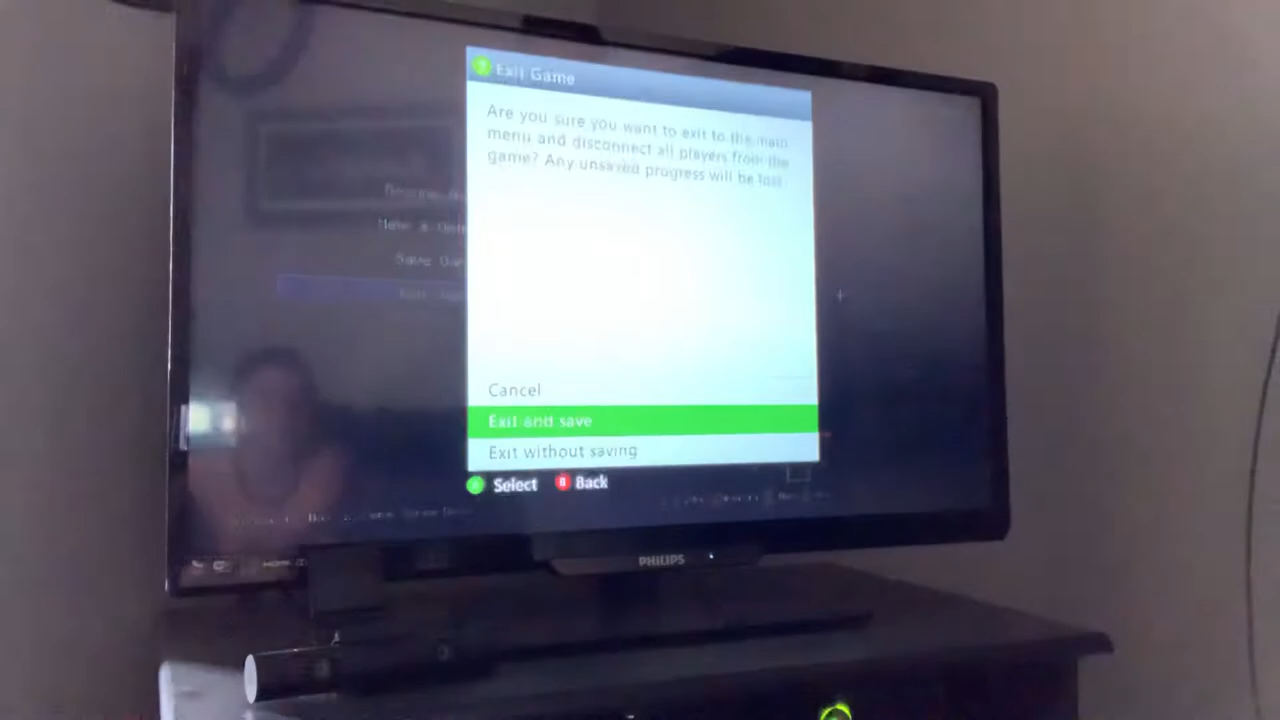 Exit Game
Are you sure you want to exit to the main
menu and disconnect all players from the
game? Any unsaved progress will be lost.
Save
Cancel
Exit and save
Exit without saving
Select
B Back
PHILIPS